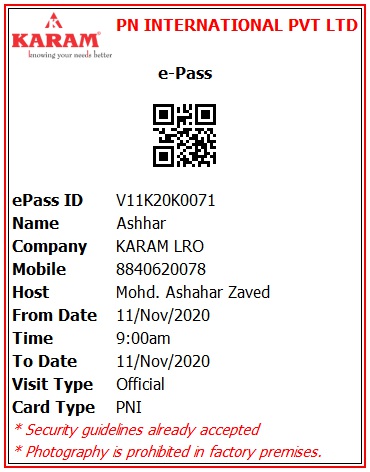 PN INTERNATIONAL PVT LTD
KARAM®
knowing your needs better
e-Pass
ePass ID V11K20K0071
Name Ashhar
Company KARAM LRO
Mobile 8840620078
Host Mohd. Ashahar Zaved
From Date 11/Nov/2020
Time 9:00am
To Date 11/Nov/2020
Visit Type Official
Card Type PNI
* Security guidelines already accepted
* Photography is prohibited in factory premises.